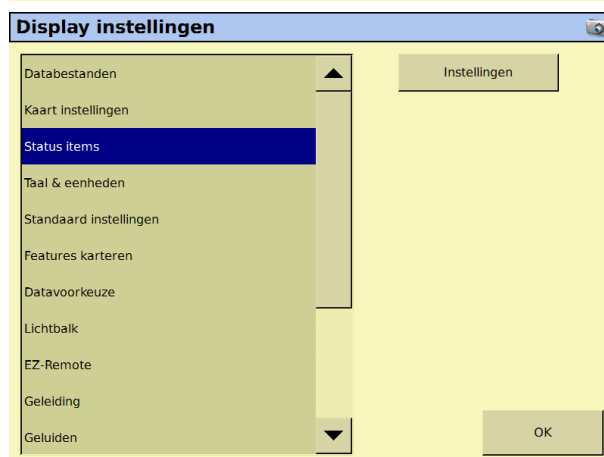 Display instellingen
Databestanden
Instellingen
Kaart instellingen
Status items
Taal & eenheden
Standaard instellingen
Features karteren
Datavoorkeuze
Lichtbalk
EZ-Remote
Geleiding
Geluiden
OK